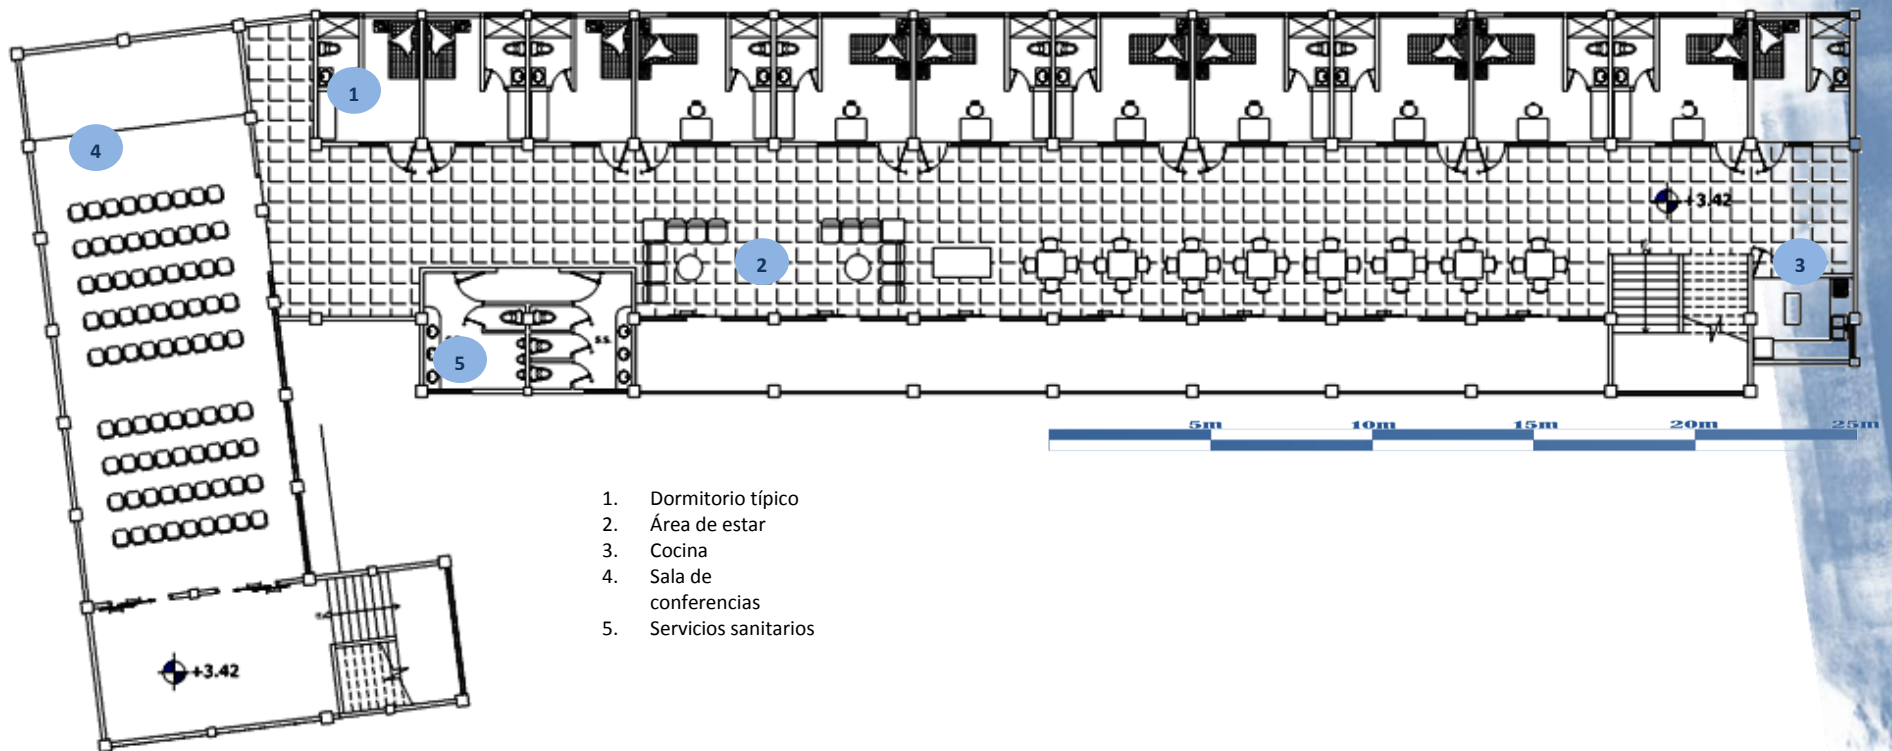 1
4
+3.42
2
3
s.s.
5
5m 10m 15m 20m 25m
1. Dormitorio típico
2. Área de estar
3. Cocina
4. Sala de
conferencias
5. Servicios sanitarios
+3.42